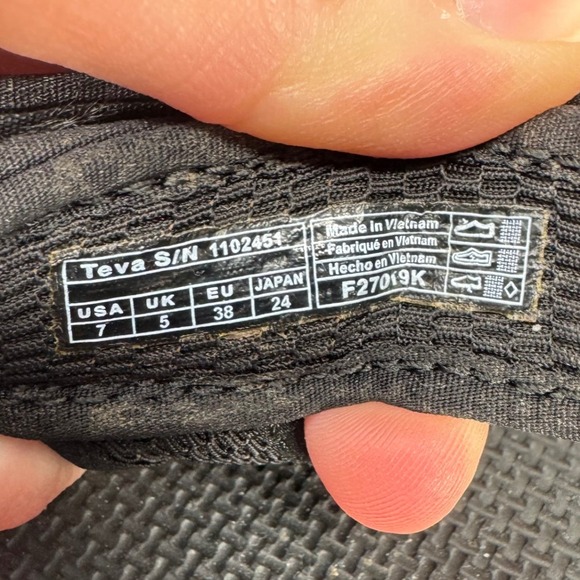 Teva S/N 1102451
USA UK EU JAPAN
7 5 38 24
Made in Vietnam
Fabriqué en Vietnam
Hecho en Vietnam
F27019K